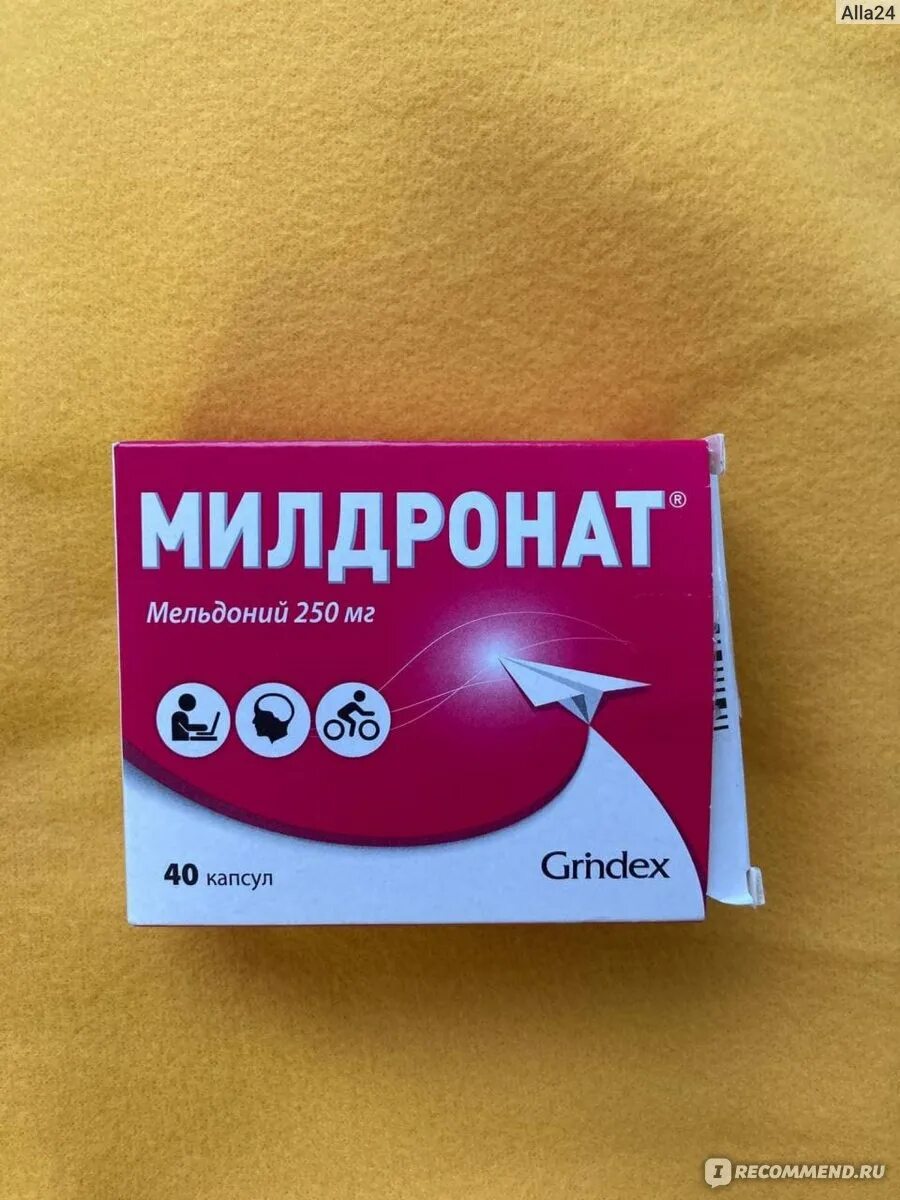 Alla24
МИЛДРОНАТ®
Мельдоний 250 мг
40 капсул
Grindex
I RECOMMEND.RU